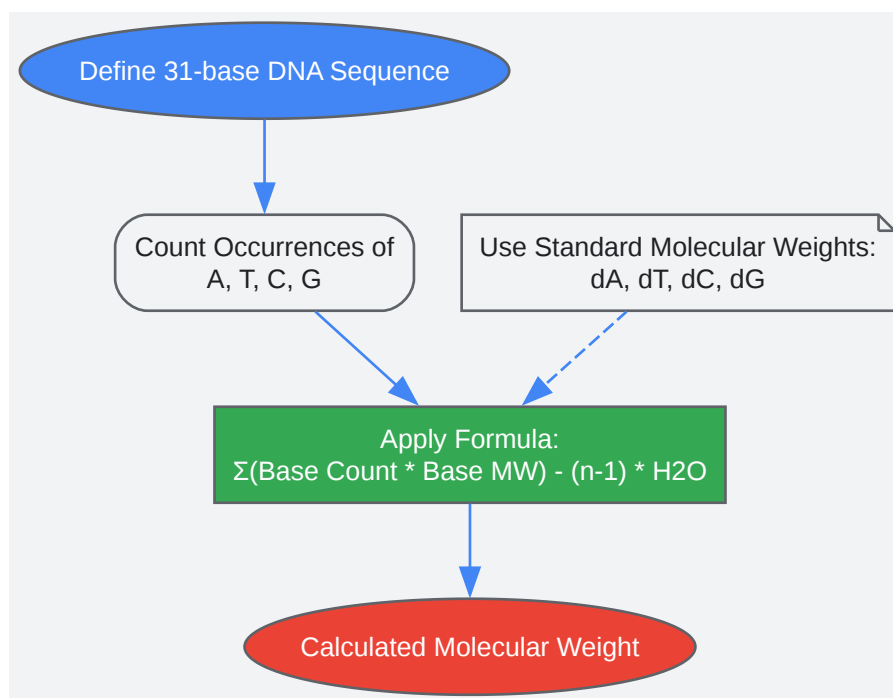 Define 31-base DNA Sequence
Count Occurrences of
A, T, C, G
Use Standard Molecular Weights:
dA, dT, dC, dG
Apply Formula:
Σ(Base Count * Base MW) - (n-1) * H2O
Calculated Molecular Weight